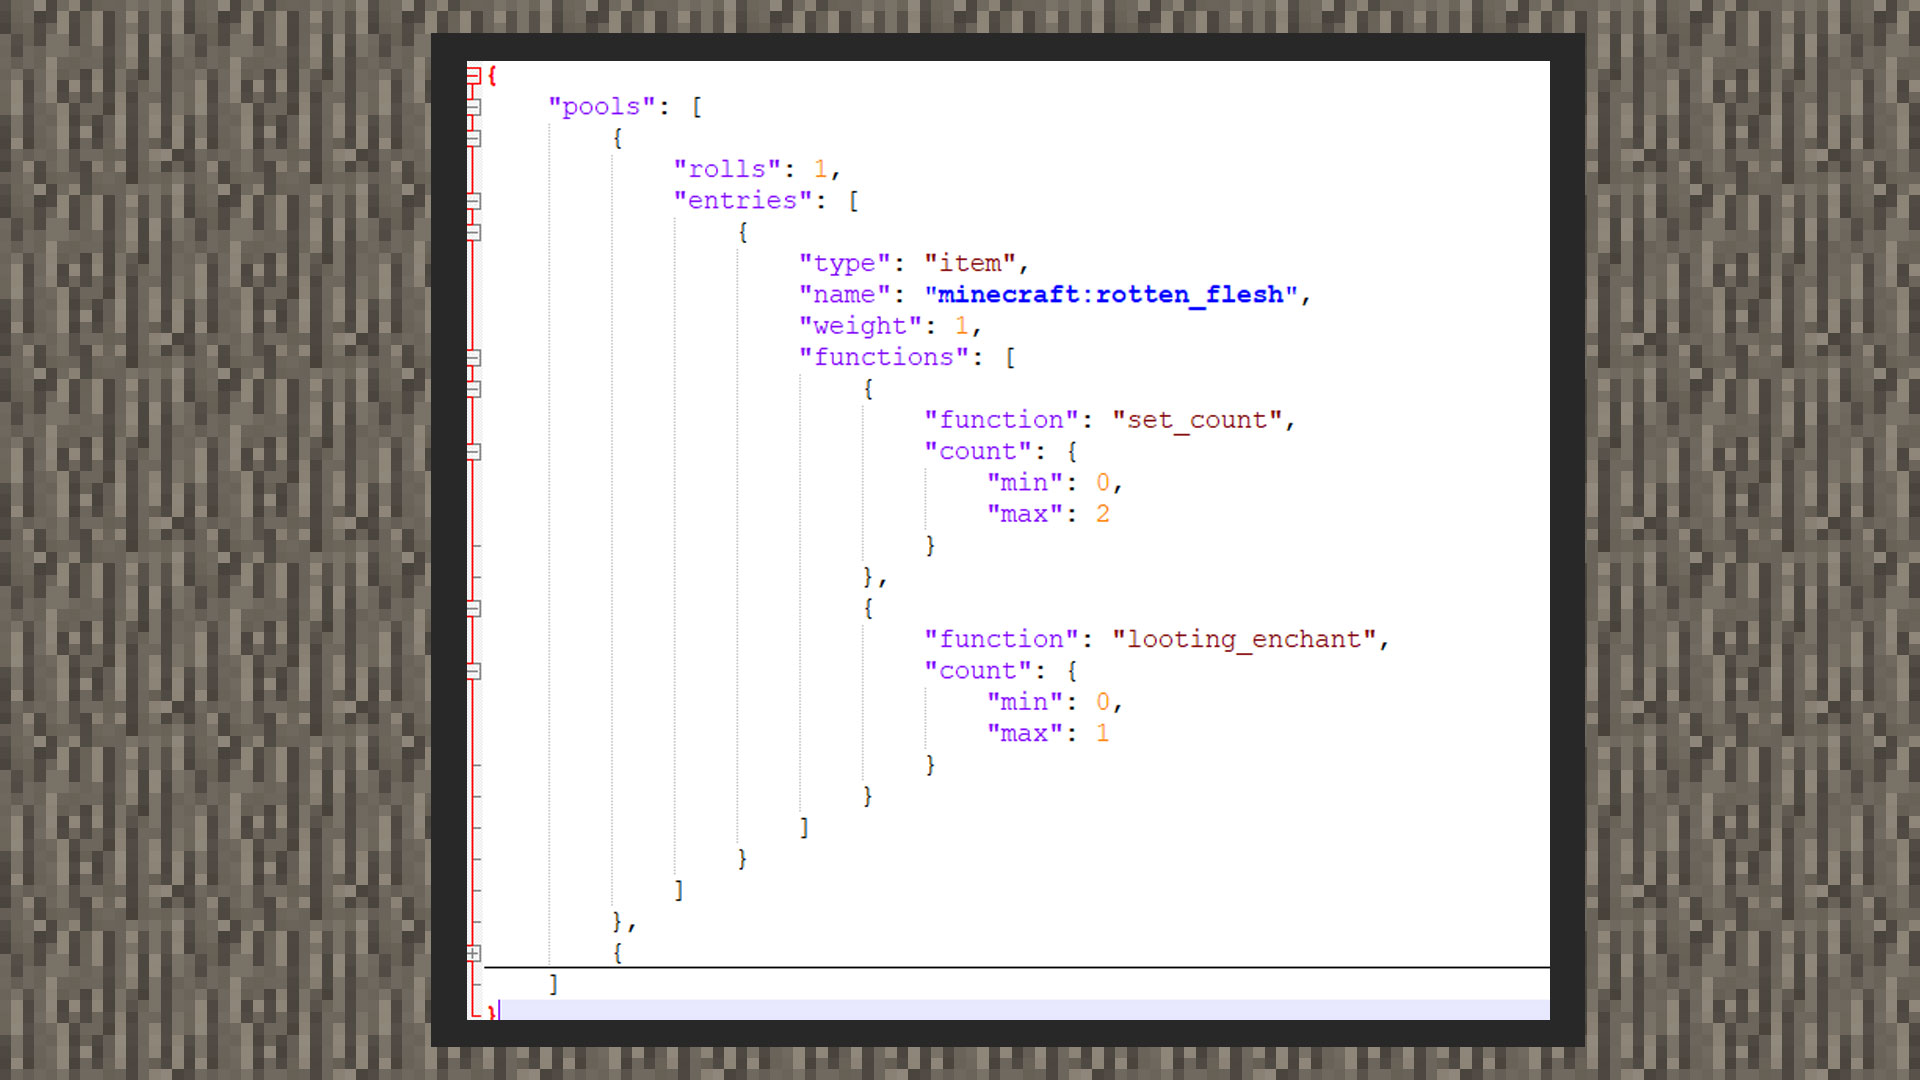 {
    "pools": [
        {
            "rolls": 1,
            "entries": [
                {
                    "type": "item",
                    "name": "minecraft:rotten_flesh",
                    "weight": 1,
                    "functions": [
                        {
                            "function": "set_count",
                            "count": {
                                "min": 0,
                                "max": 2
                            }
                        },
                        {
                            "function": "looting_enchant",
                            "count": {
                                "min": 0,
                                "max": 1
                            }
                        }
                    ]
                }
            ]
        },
        {
    ]
}